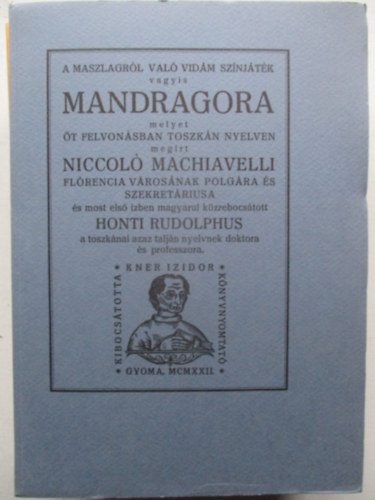 A MASZLAGRÓL VALÓ VIDÁM SZÍNJÁTÉK
vagyis
MANDRAGORA
melyet
ÖT FELVONÁSBAN TOSZKÁN NYELVEN
megírt
NICCOLÒ MACHIAVELLI
FLÓRENCIA VÁROSÁNAK POLGÁRA ÉS
SZEKRETÁRIUSA
és most első ízben magyarul közrebocsátott
HONTI RUDOLPHUS
a toszkánai azaz talján nyelvnek doktora
és professzora.
KIBOCSÁTOTTA
* KNER IZIDOR *
KÖNYVNYOMTATÓ
* GYOMA, MCMXXII. *